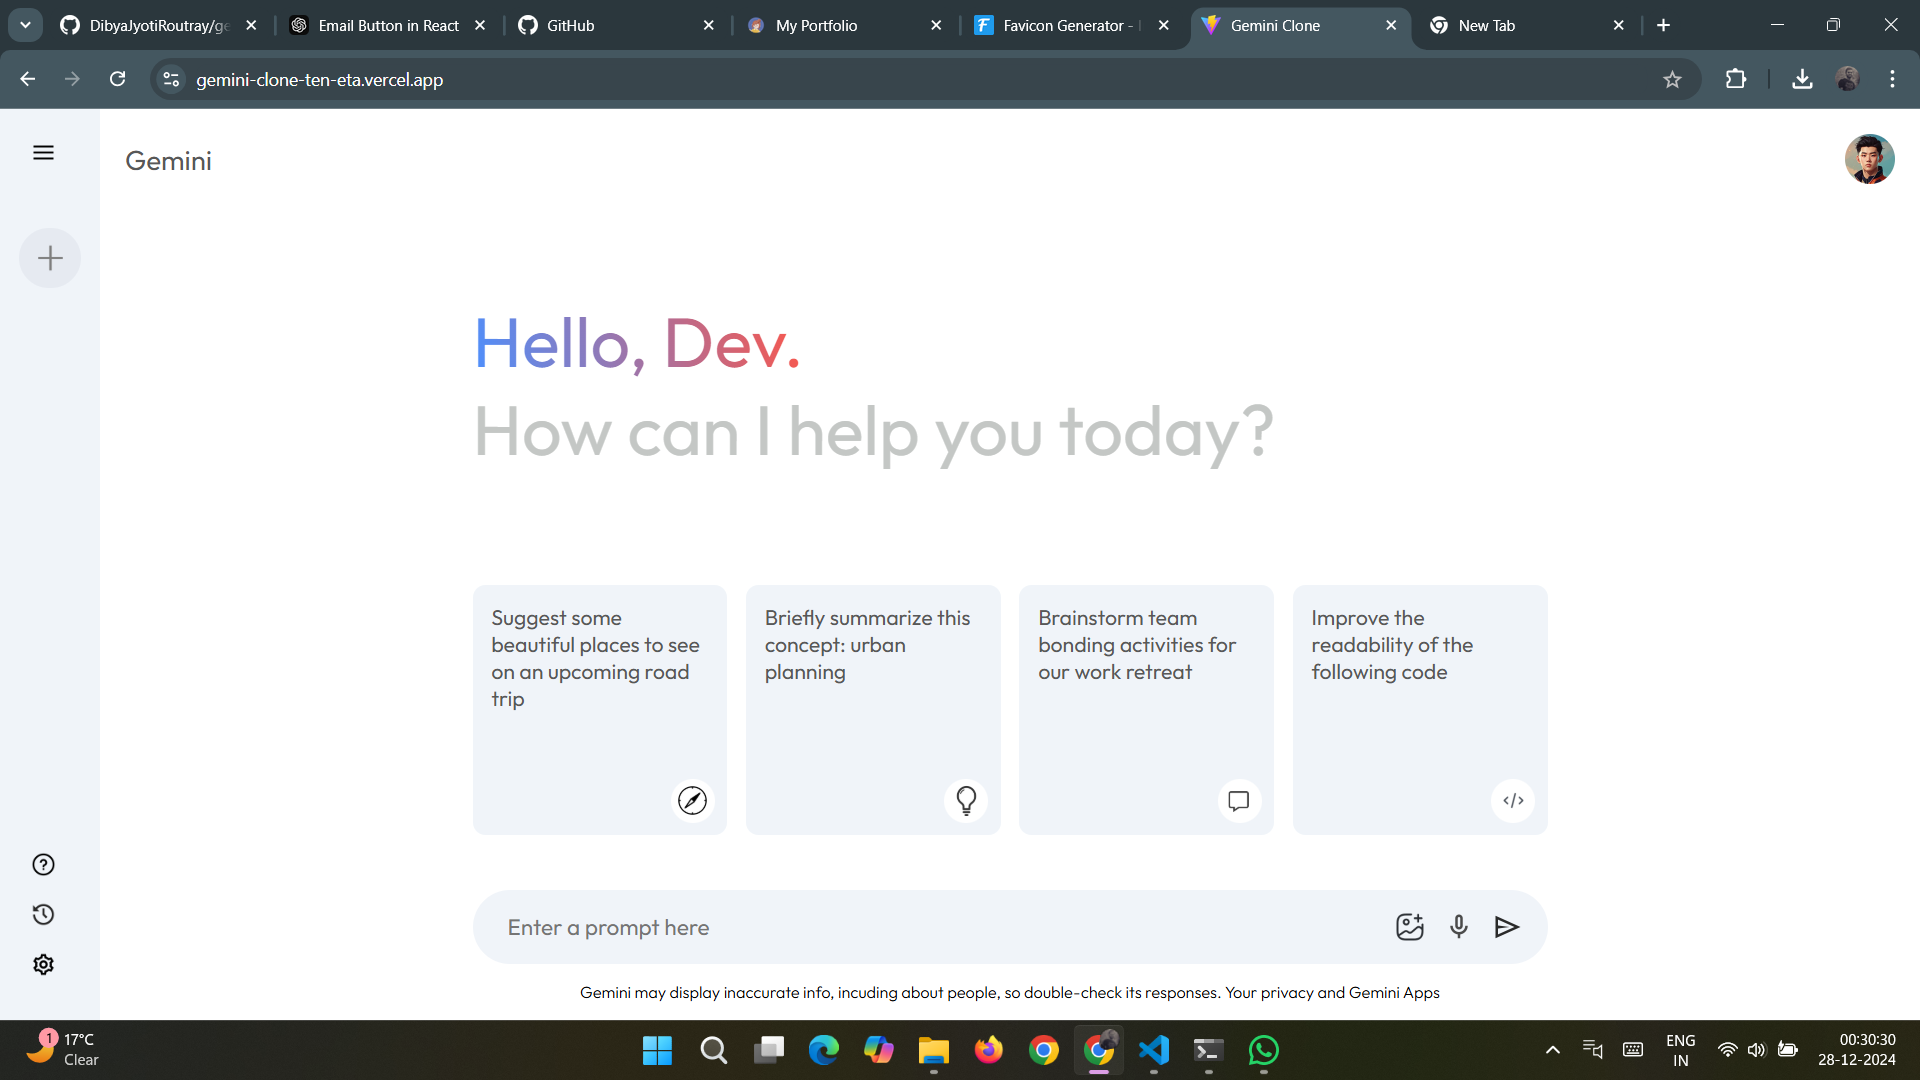 DibyaJyotiRoutray/ge
Email Button in React
GitHub
My Portfolio
Favicon Generator -
Gemini Clone
New Tab
gemini-clone-ten-eta.vercel.app
Gemini
Hello, Dev.
How can I help you today?
Suggest some
beautiful places to see
on an upcoming road
trip
Briefly summarize this
concept: urban
planning
Brainstorm team
bonding activities for
our work retreat
Improve the
readability of the
following code
Enter a prompt here
Gemini may display inaccurate info, incuding about people, so double-check its responses. Your privacy and Gemini Apps
1
17°C
Clear
ENG
IN
00:30:30
28-12-2024